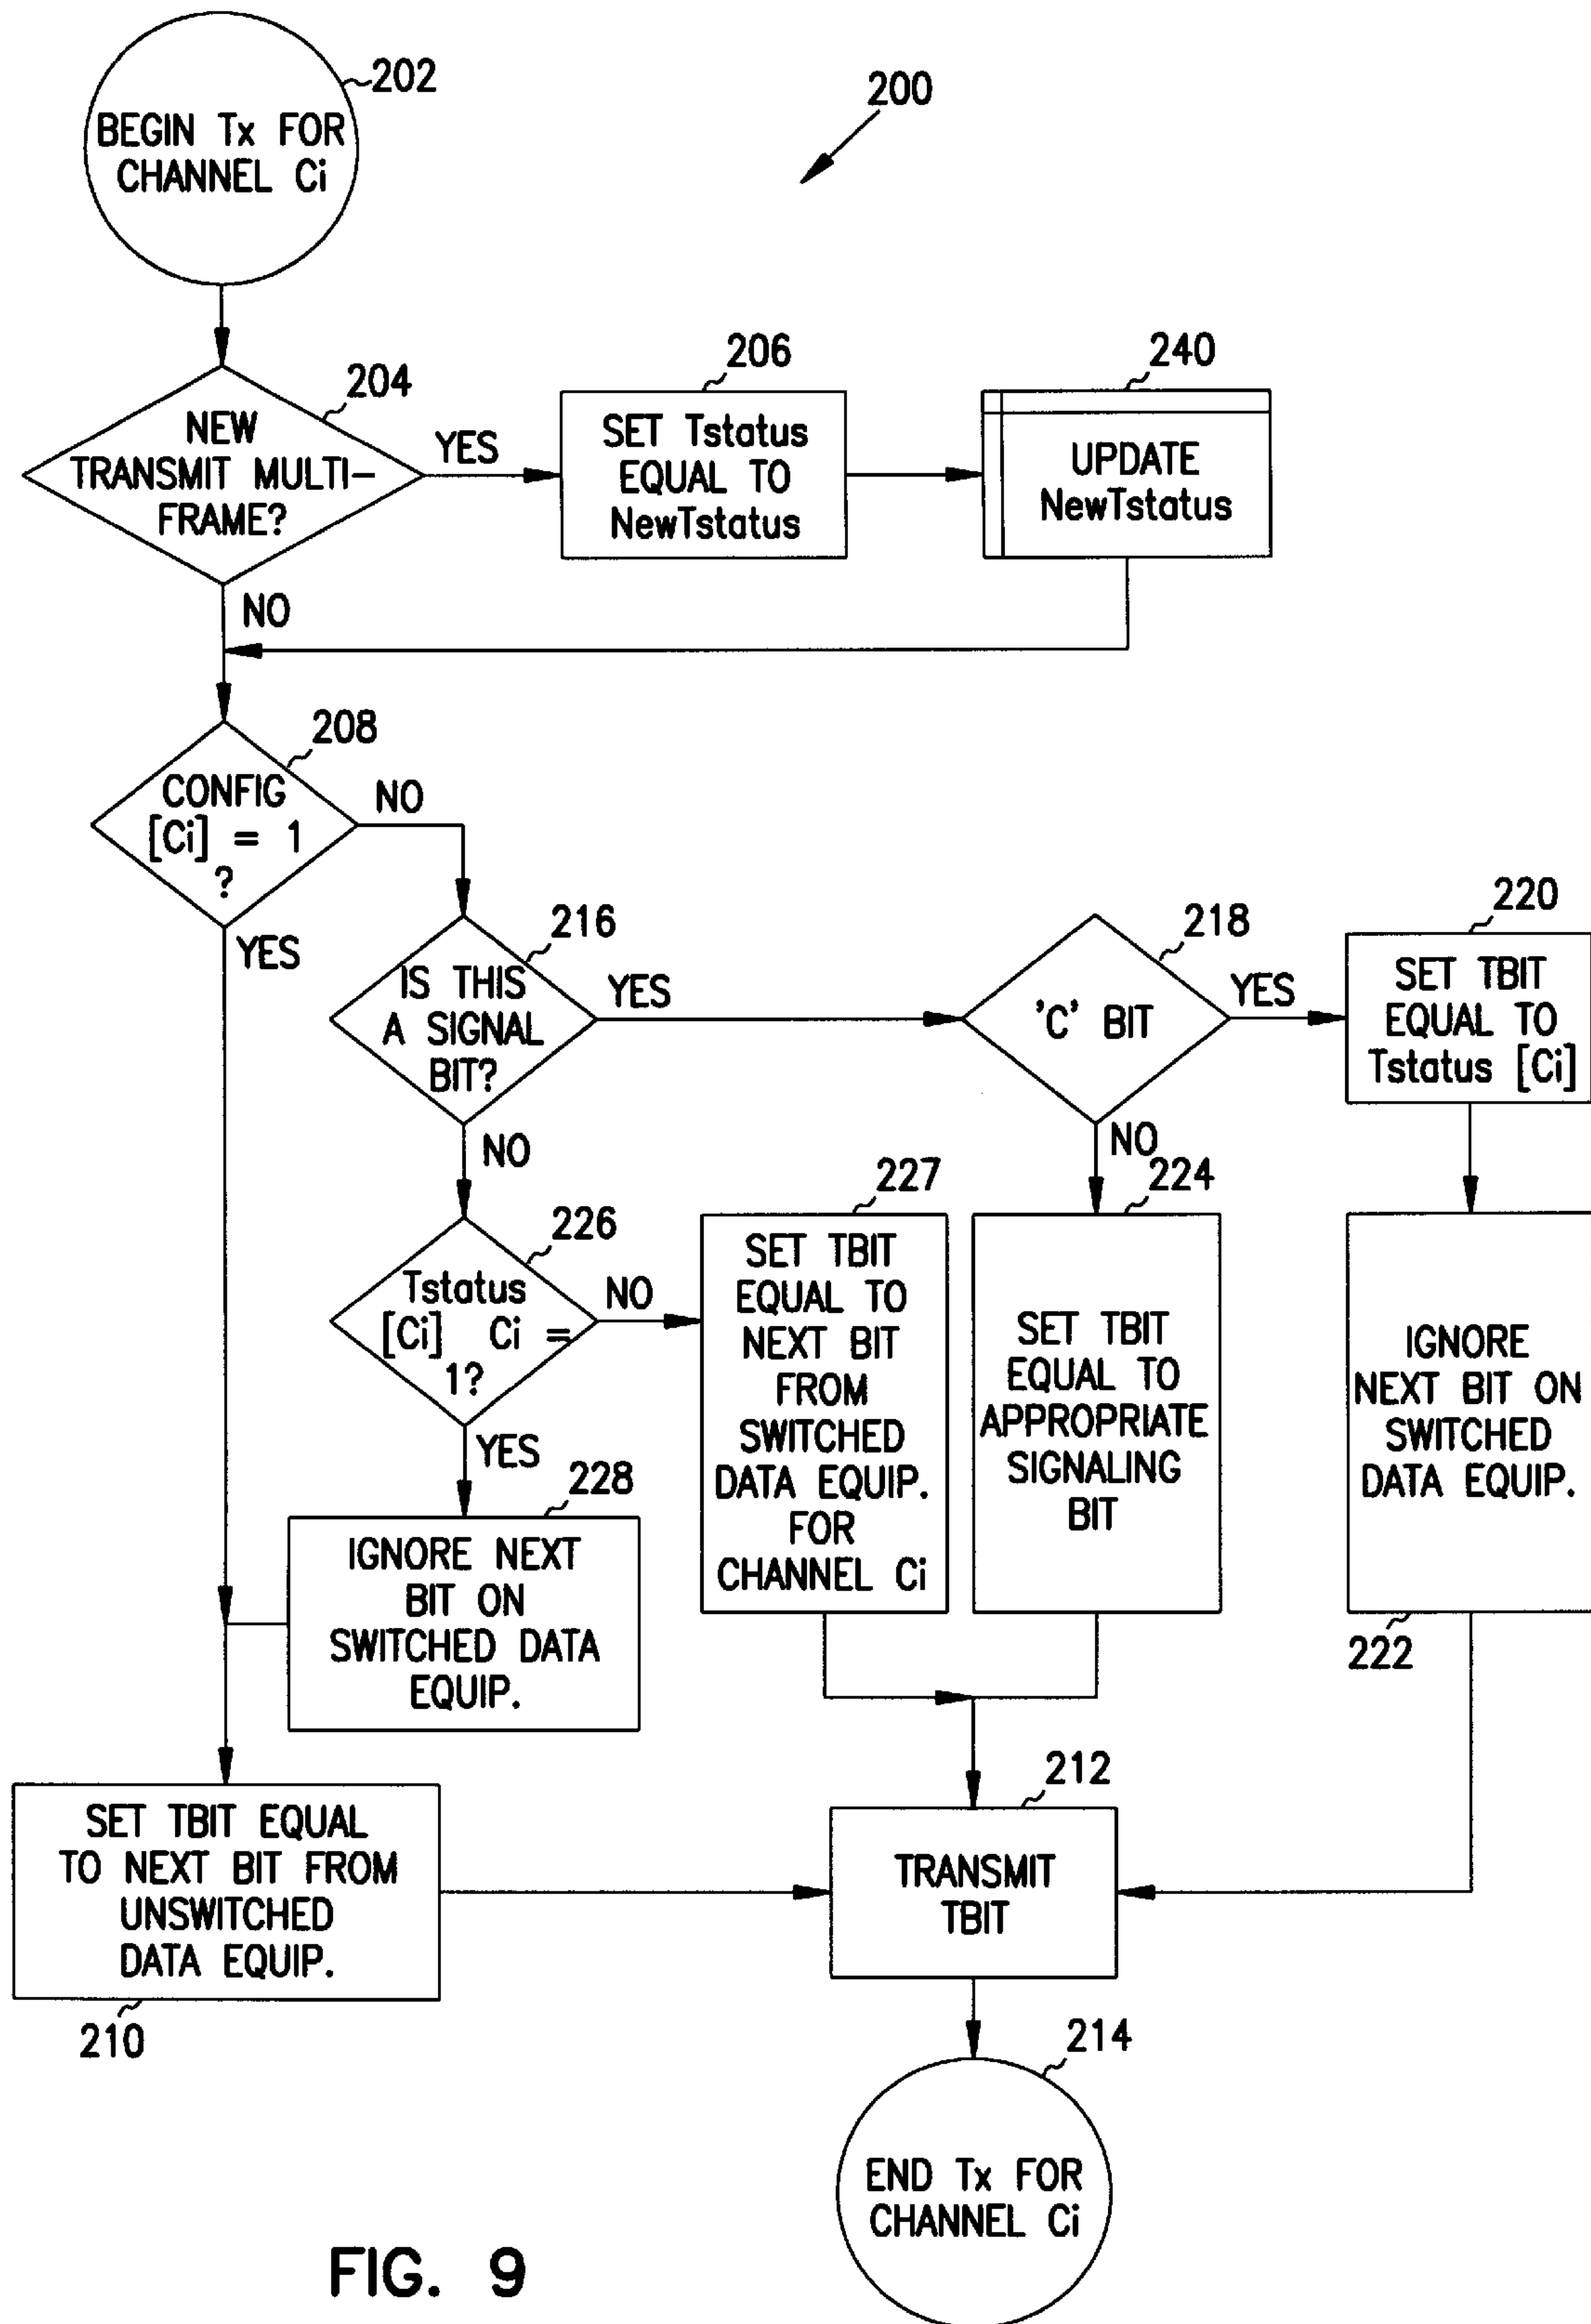 202
BEGIN Tx FOR
CHANNEL Ci
200
204
NEW
TRANSMIT MULTI-
FRAME?
YES
NO
206
SET Tstatus
EQUAL TO
NewTstatus
240
UPDATE
NewTstatus
208
CONFIG
[Ci] = 1
?
NO
YES
216
IS THIS
A SIGNAL
BIT?
YES
NO
218
'C' BIT
YES
NO
220
SET TBIT
EQUAL TO
Tstatus [Ci]
226
Tstatus
[Ci] Ci =
1?
NO
YES
227
SET TBIT
EQUAL TO
NEXT BIT
FROM
SWITCHED
DATA EQUIP.
FOR
CHANNEL Ci
224
SET TBIT
EQUAL TO
APPROPRIATE
SIGNALING
BIT
IGNORE
NEXT BIT ON
SWITCHED
DATA EQUIP.
222
228
IGNORE NEXT
BIT ON
SWITCHED DATA
EQUIP.
SET TBIT EQUAL
TO NEXT BIT FROM
UNSWITCHED
DATA EQUIP.
210
212
TRANSMIT
TBIT
214
END Tx FOR
CHANNEL Ci
FIG. 9